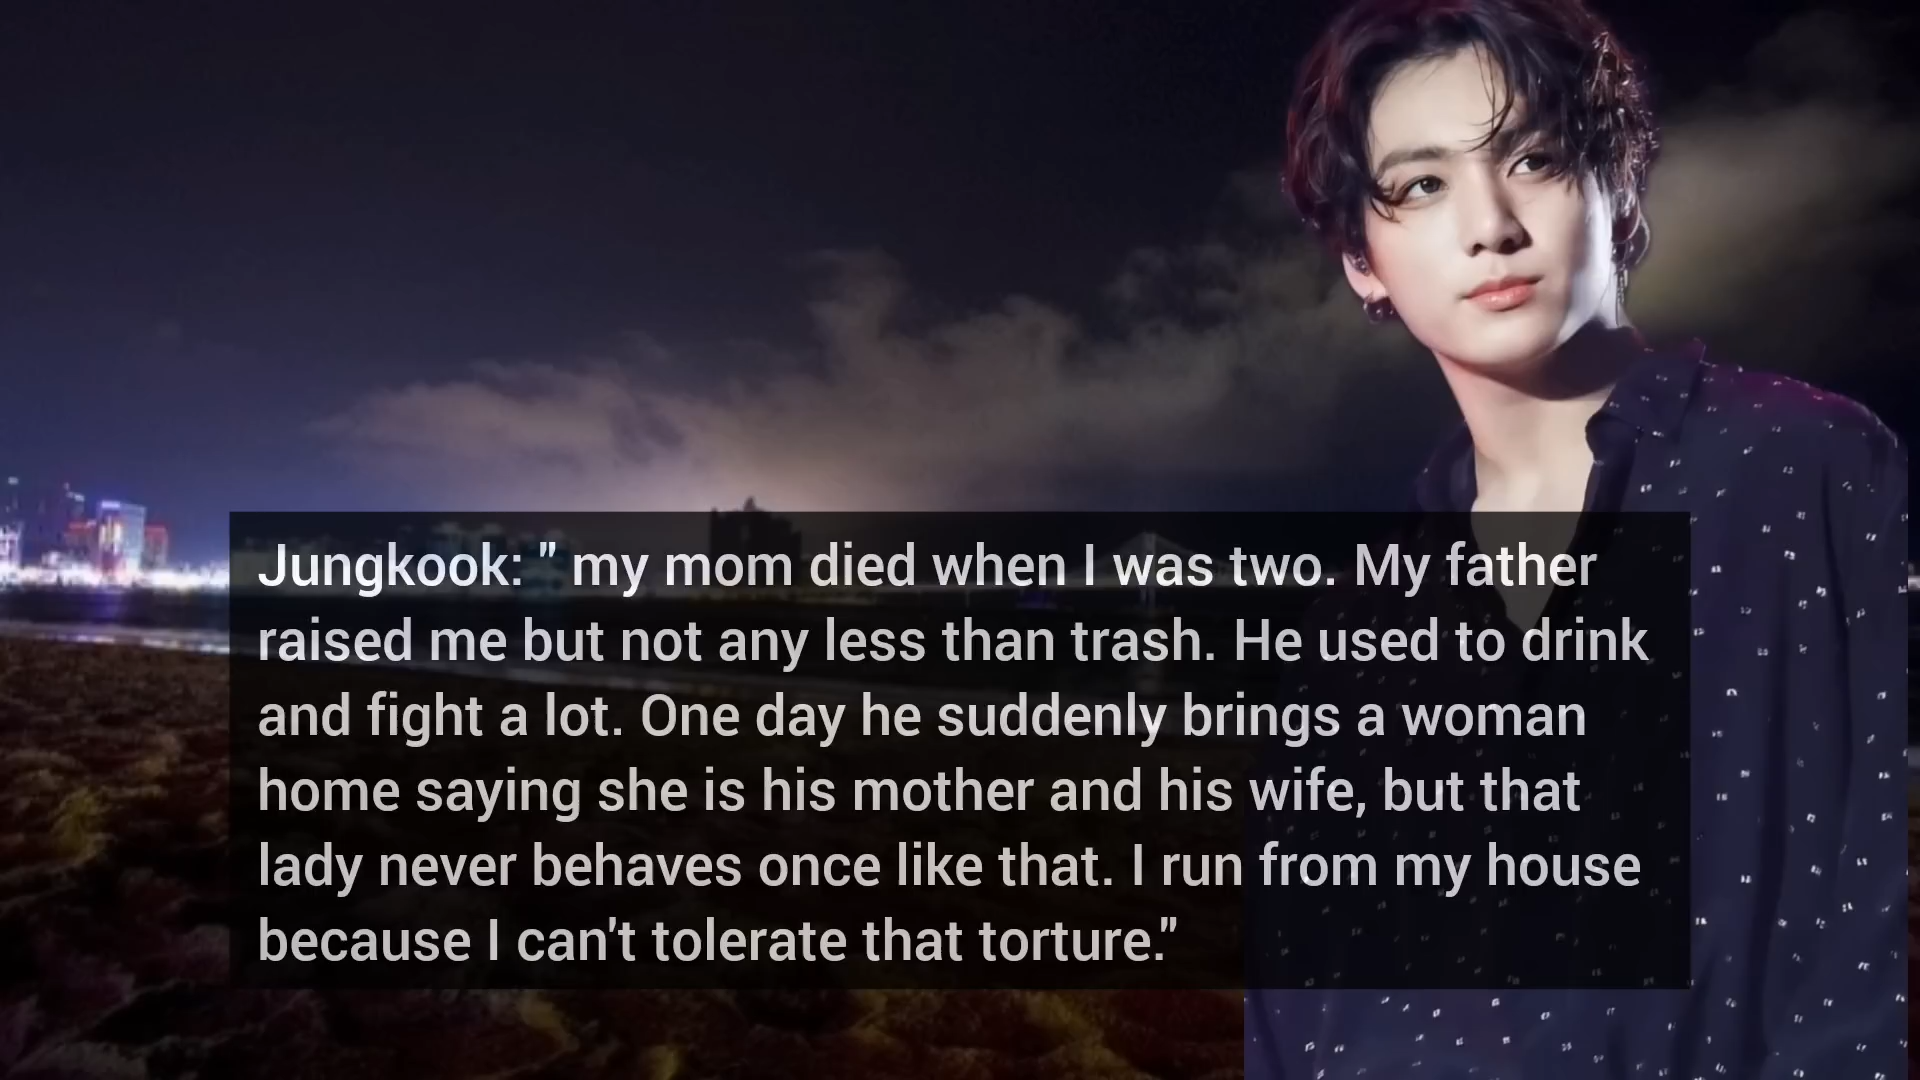 Jungkook: " my mom died when I was two. My father
raised me but not any less than trash. He used to drink
and fight a lot. One day he suddenly brings a woman
home saying she is his mother and his wife, but that
lady never behaves once like that. I run from my house
because I can't tolerate that torture."